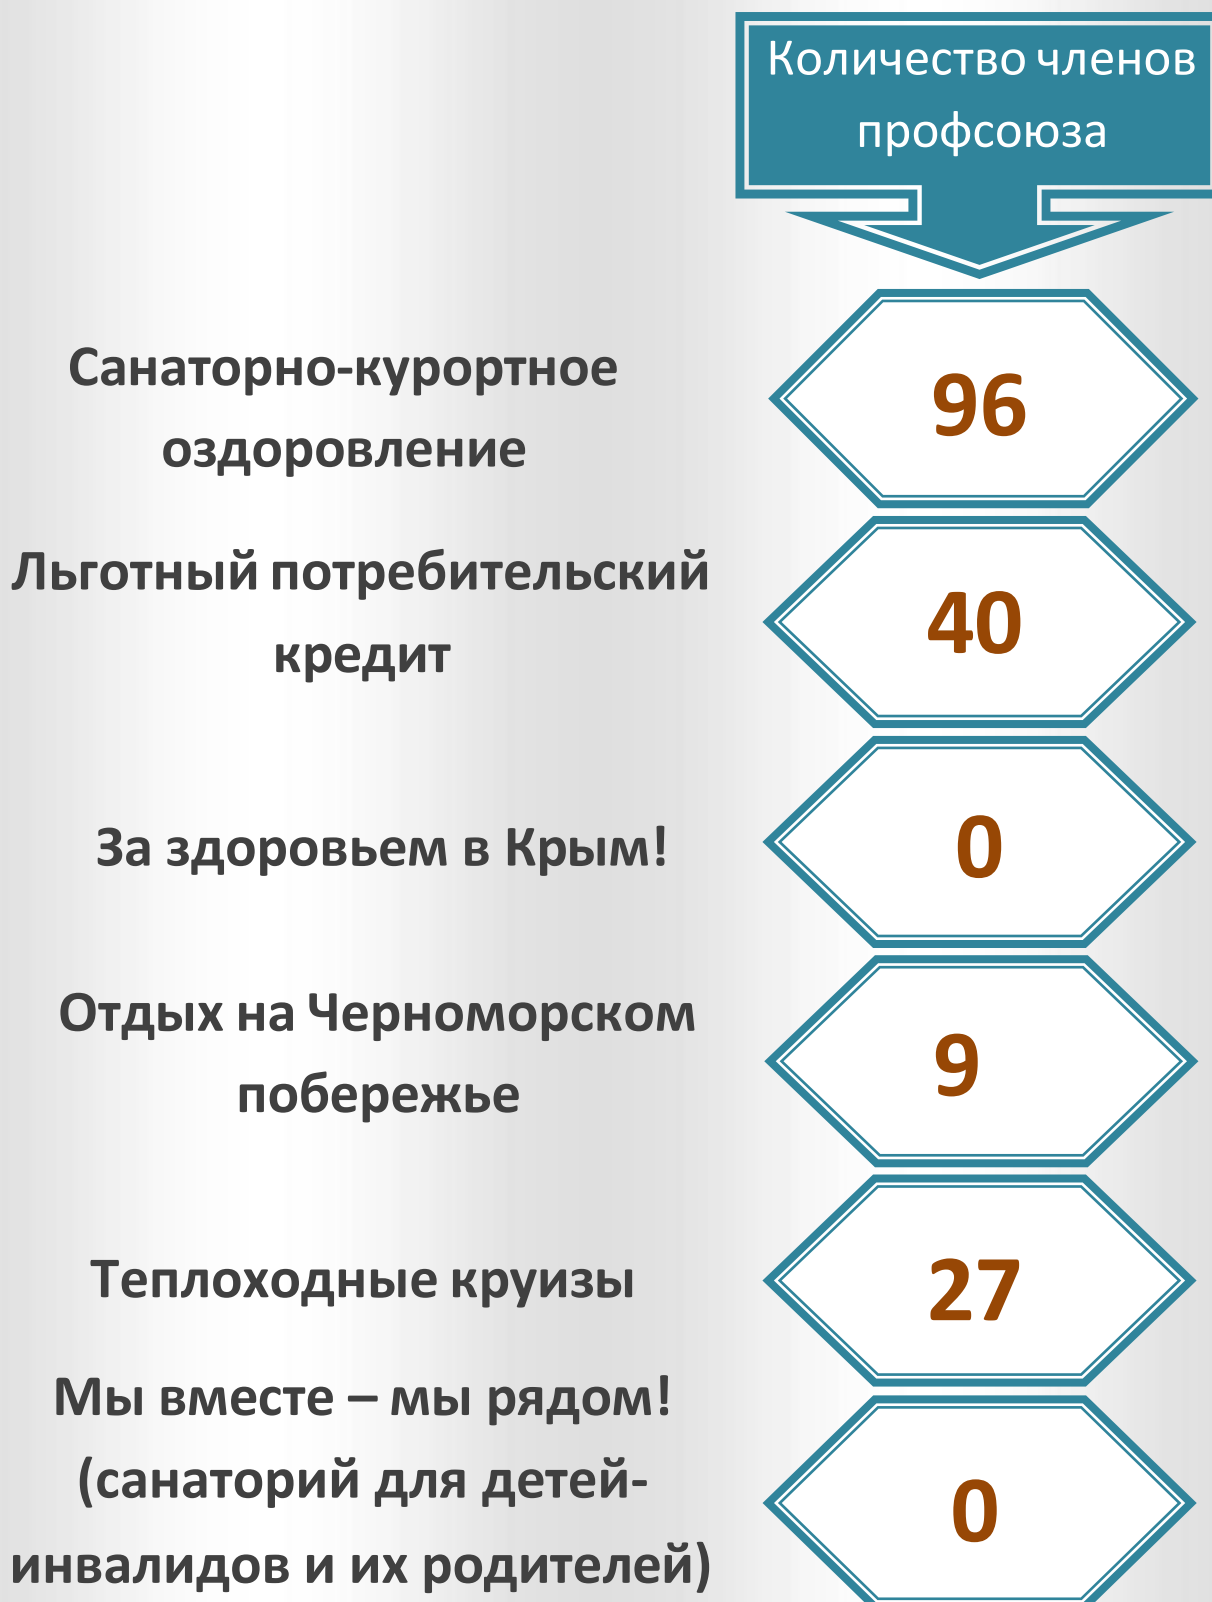 Количество членов
профсоюза
Санаторно-курортное
оздоровление
96
Льготный потребительский
кредит
40
За здоровьем в Крым!
0
Отдых на Черноморском
побережье
9
Теплоходные круизы
27
Мы вместе – мы рядом!
(санаторий для детей-
инвалидов и их родителей)
0